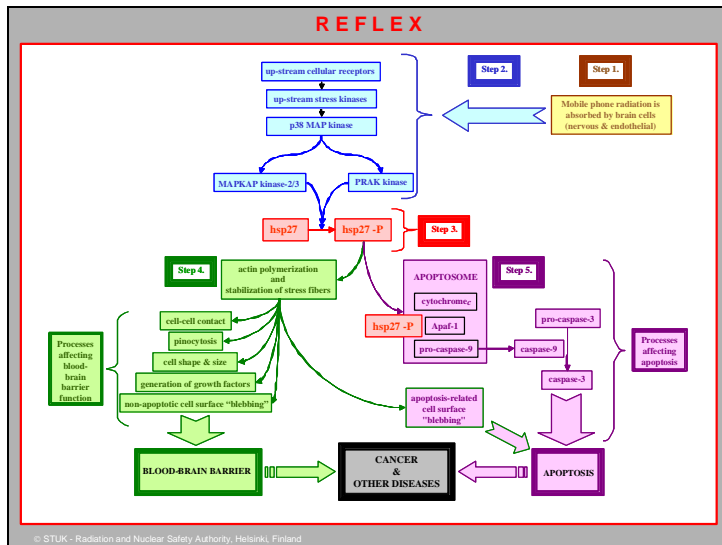 R E F L E X
Step 2.
Step 1.
up-stream cellular receptors
up-stream stress kinases
p38 MAP kinase
Mobile phone radiation is
absorbed by brain cells
(nervous & endothelial)
MAPKAP kinase-2/3
PRAK kinase
hsp27
hsp27 -P
Step 3.
Step 4.
actin polymerization
and
stabilization of stress fibers
APOPTOSOME
Step 5.
cytochromec
hsp27 -P
Apaf-1
pro-caspase-9
caspase-9
pro-caspase-3
caspase-3
Processes
affecting
apoptosis
Processes
affecting
blood-
brain
barrier
function
cell-cell contact
pinocytosis
cell shape & size
generation of growth factors
non-apoptotic cell surface "blebbing"
apoptosis-related
cell surface
"blebbing"
BLOOD-BRAIN BARRIER
CANCER
&
OTHER DISEASES
APOPTOSIS
© STUK - Radiation and Nuclear Safety Authority, Helsinki, Finland